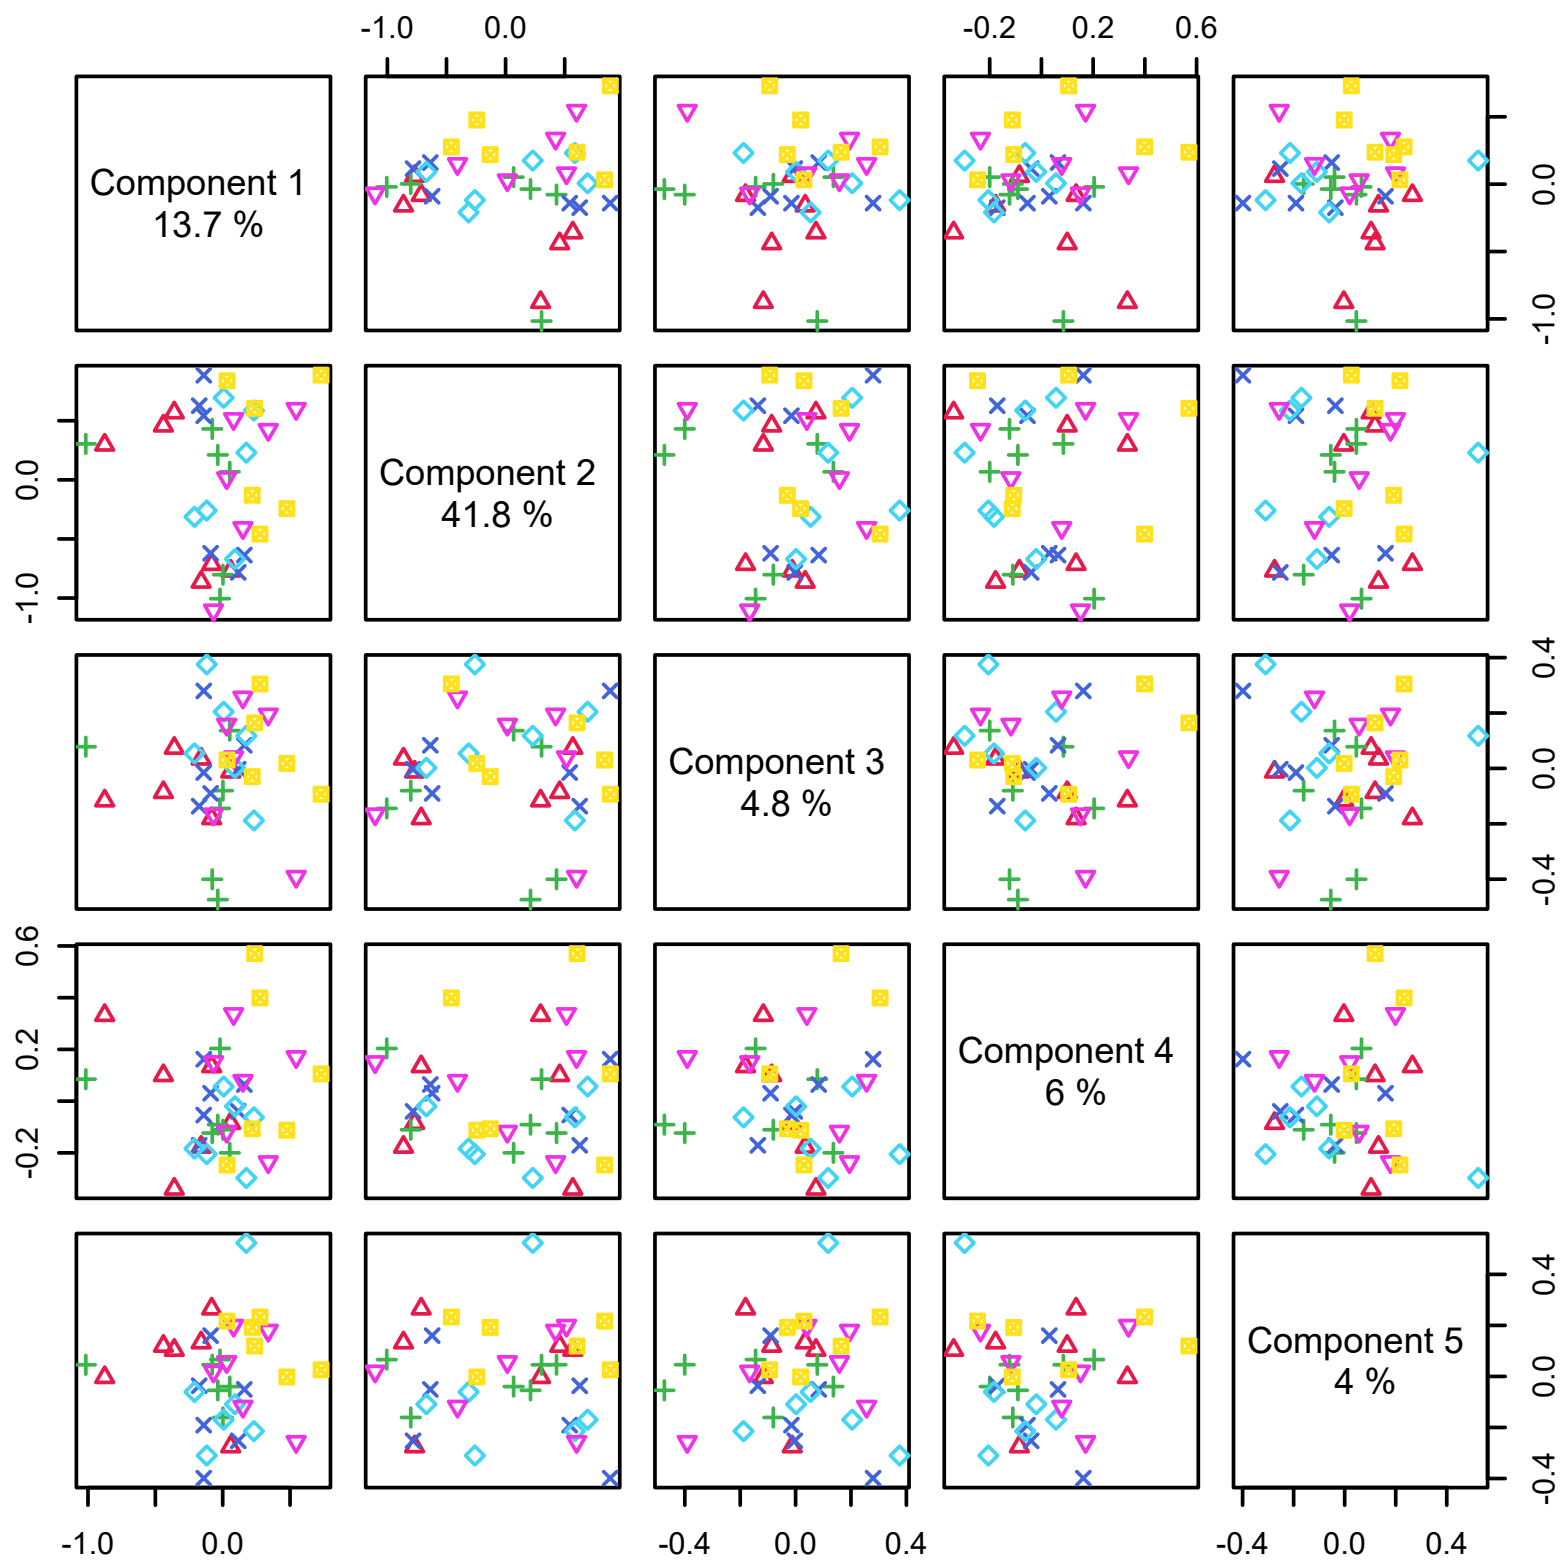 -1.0 0.0 -0.2 0.2 0.6
Component 1
13.7 %
-1.0 0.0
-1.0 0.0
Component 2
41.8 %
Component 3
4.8 %
-0.4 0.0 0.4
-0.2 0.2 0.6
Component 4
6 %
Component 5
4 %
-0.4 0.0 0.4
-1.0 0.0 -0.4 0.0 0.4 -0.4 0.0 0.4